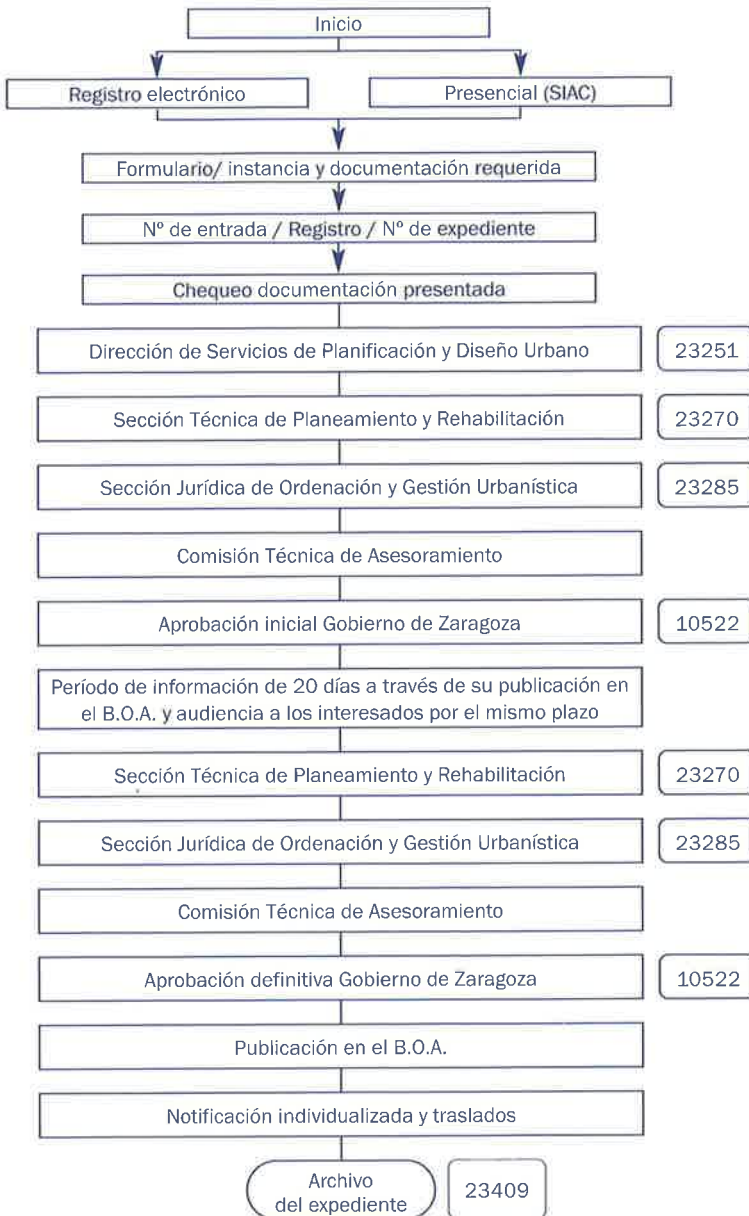 Inicio
Registro electrónico
Presencial (SIAC)
Formulario/ instancia y documentación requerida
Nº de entrada / Registro / Nº de expediente
Chequeo documentación presentada
Dirección de Servicios de Planificación y Diseño Urbano
23251
Sección Técnica de Planeamiento y Rehabilitación
23270
Sección Jurídica de Ordenación y Gestión Urbanística
23285
Comisión Técnica de Asesoramiento
Aprobación inicial Gobierno de Zaragoza
10522
Período de información de 20 días a través de su publicación en
el B.O.A. y audiencia a los interesados por el mismo plazo
Sección Técnica de Planeamiento y Rehabilitación
23270
Sección Jurídica de Ordenación y Gestión Urbanística
23285
Comisión Técnica de Asesoramiento
Aprobación definitiva Gobierno de Zaragoza
10522
Publicación en el B.O.A.
Notificación individualizada y traslados
Archivo
del expediente
23409